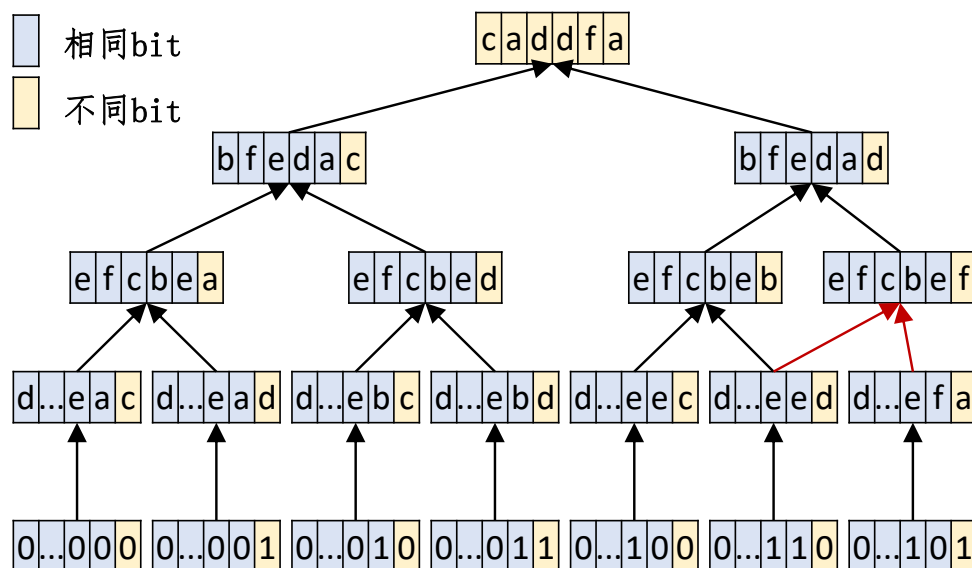 相同bit
不同bit
caddfa
bfedac bfedad
efcbea efcbed efcbeb efcbef
d...eac d...ead d...ebc d...ebd d...eec d...eed d...efa
0...000 0...001 0...010 0...011 0...100 0...110 0...101